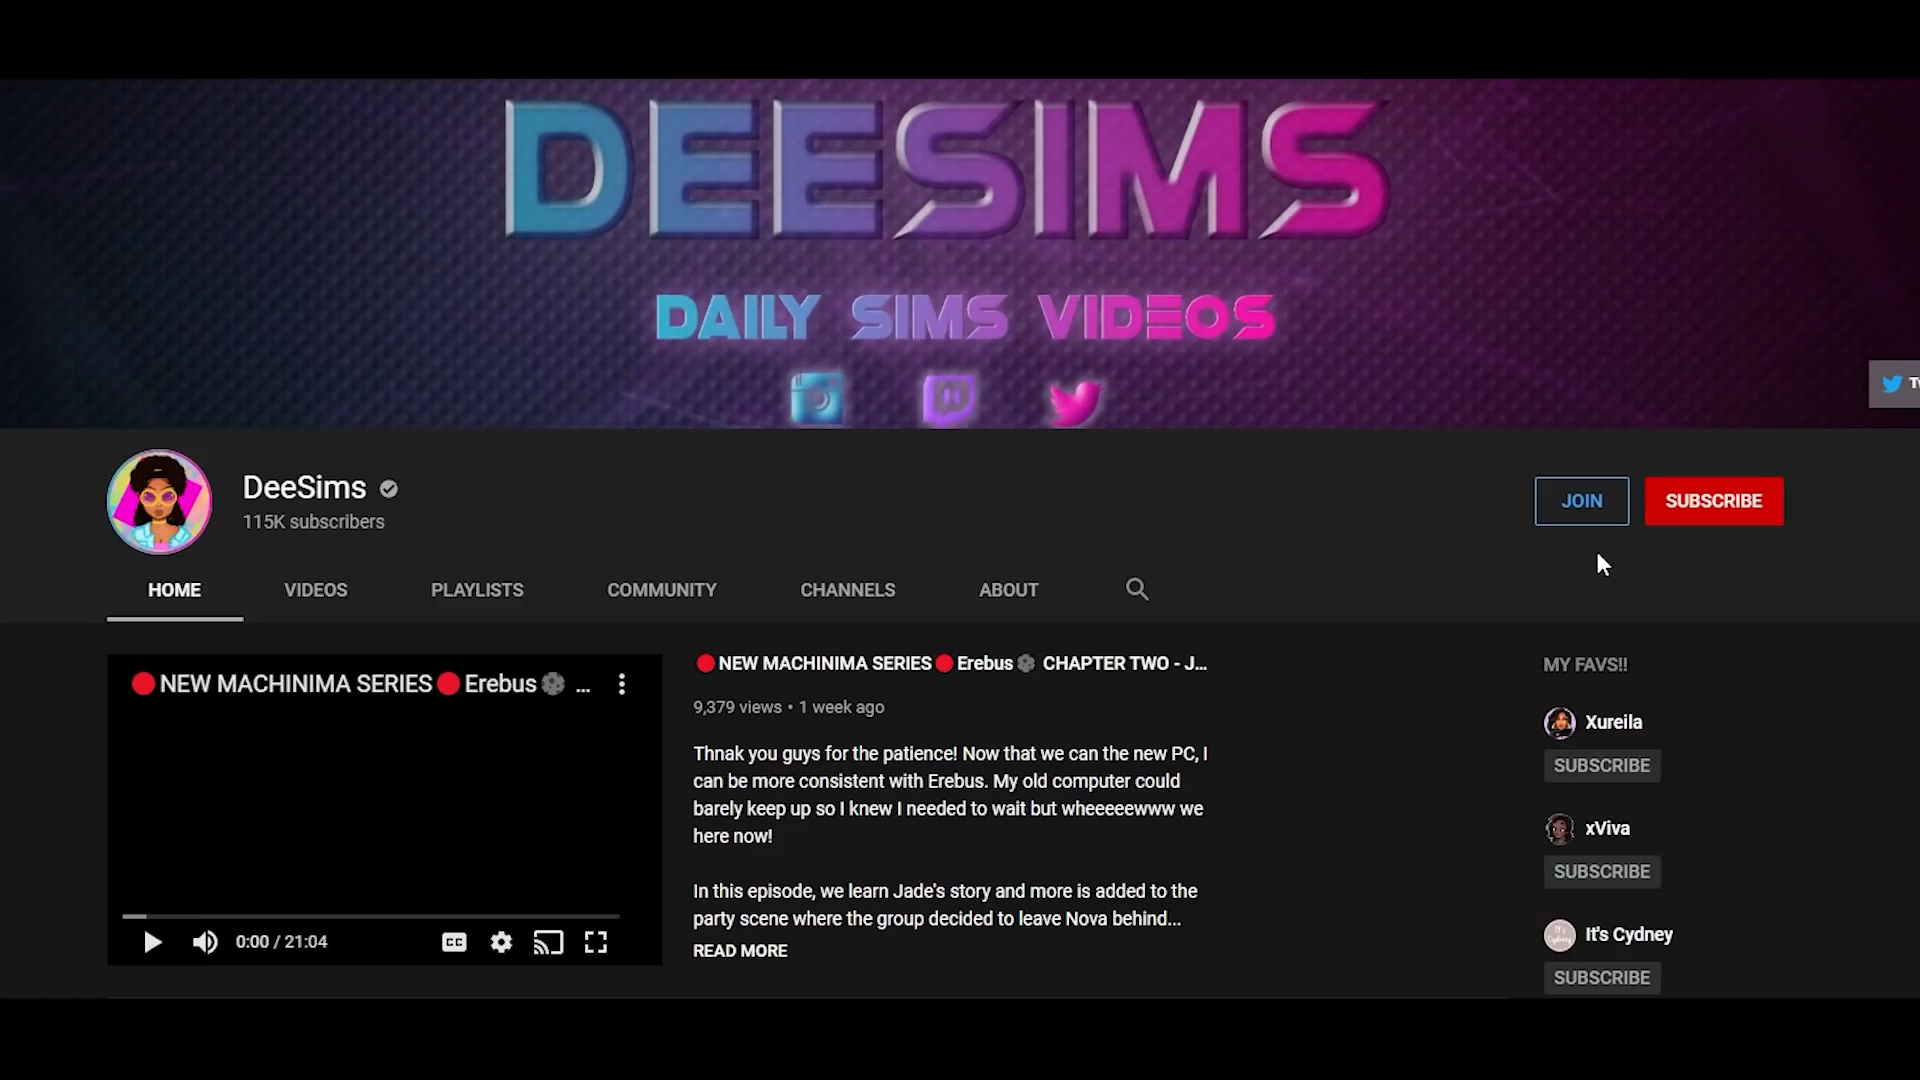 DEESIMS
DAILY SIMS VIDEOS
DeeSims
115K subscribers
JOIN
SUBSCRIBE
HOME
VIDEOS
PLAYLISTS
COMMUNITY
CHANNELS
ABOUT
NEW MACHINIMA SERIES Erebus ...
0:00 / 21:04
CC
NEW MACHINIMA SERIES Erebus CHAPTER TWO - J...
9,379 views • 1 week ago
Thnak you guys for the patience! Now that we can the new PC, I
can be more consistent with Erebus. My old computer could
barely keep up so I knew I needed to wait but wheeeeewww we
here now!
In this episode, we learn Jade's story and more is added to the
party scene where the group decided to leave Nova behind...
READ MORE
MY FAVS!!
Xureila
SUBSCRIBE
xViva
SUBSCRIBE
It's Cydney
SUBSCRIBE